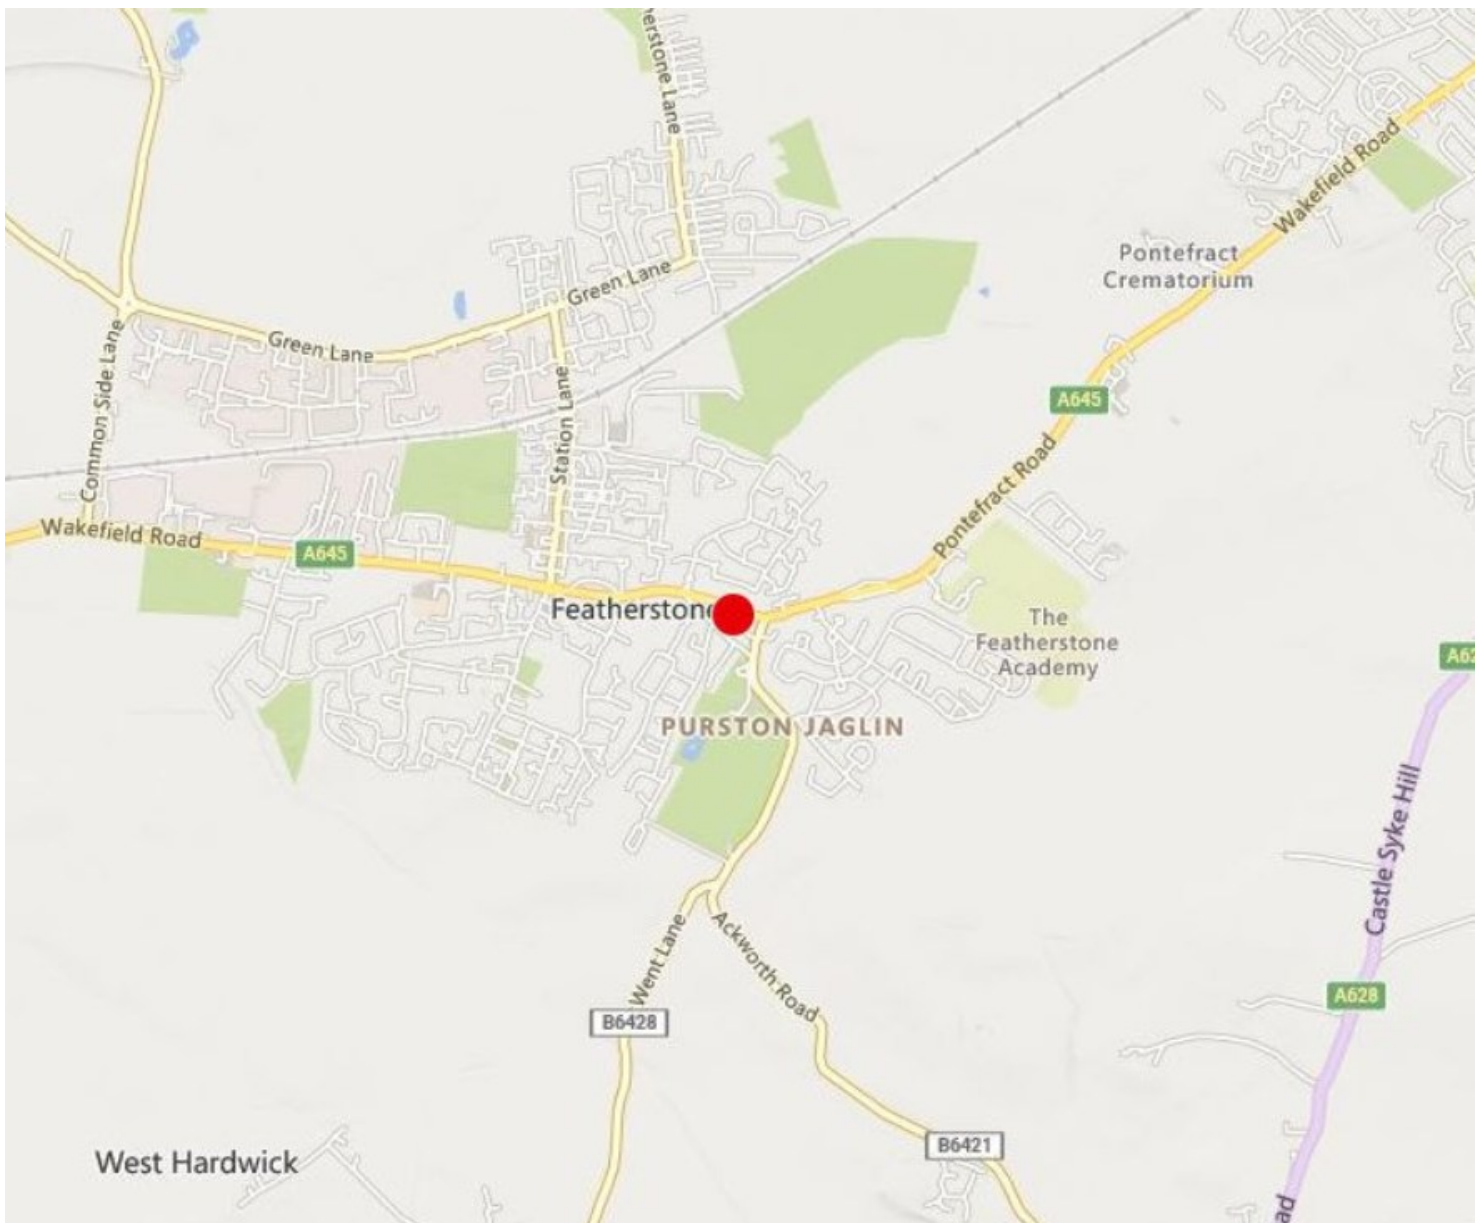 erstone Lane
Wakefield Road
Pontefract
Crematorium
Green Lane
Green Lane
Common Side Lane
Station Lane
A645
Pontefract Road
Wakefield Road
A645
Featherstone
The
Featherstone
Academy
A62
PURSTON JAGLIN
Castle Syke Hill
Went Lane
Ackworth Road
A628
B6428
B6421
West Hardwick
ad